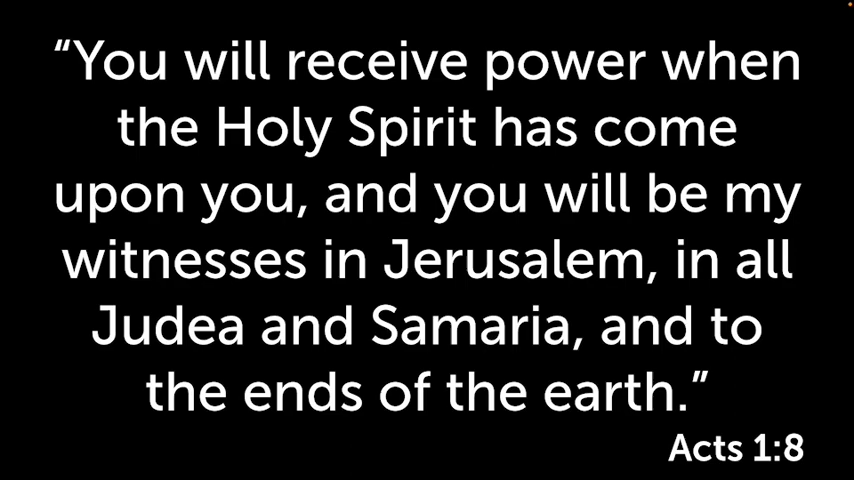 “You will receive power when
the Holy Spirit has come
upon you, and you will be my
witnesses in Jerusalem, in all
Judea and Samaria, and to
the ends of the earth.”
Acts 1:8